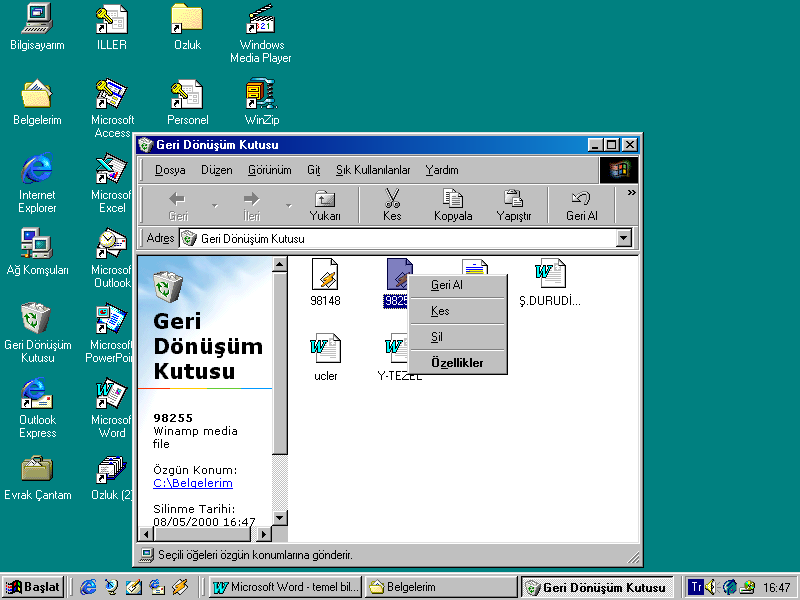 Bilgisayarım
ILLER
Ozluk
Windows
Media Player
Belgelerim
Microsoft
Access
Personel
WinZip
Internet
Explorer
Microsof
Excel
Ağ Komşuları
Microsof
Outlook
Geri Dönüşüm
Kutusu
Microsof
PowerPoin
Outlook
Express
Microsof
Word
Evrak Çantam
Ozluk (2)
Geri Dönüşüm Kutusu
Dosya Düzen Görünüm Git Sık Kullanılanlar Yardım
Geri İleri Yukarı Kes Kopyala Yapıştır Geri Al »
Adres Geri Dönüşüm Kutusu
Geri
Dönüşüm
Kutusu
98255
Winamp media
file
Özgün Konum:
C:\Belgelerim
Silinme Tarihi:
08/05/2000 16:47
98148
9825
Ş.DURUDİ...
ucler
Y-TEZEL
Geri Al
Kes
Sil
Özellikler
Seçili öğeleri özgün konumlarına gönderir.
Başlat
Microsoft Word - temel bil...
Belgelerim
Geri Dönüşüm Kutusu
Tr
16:47